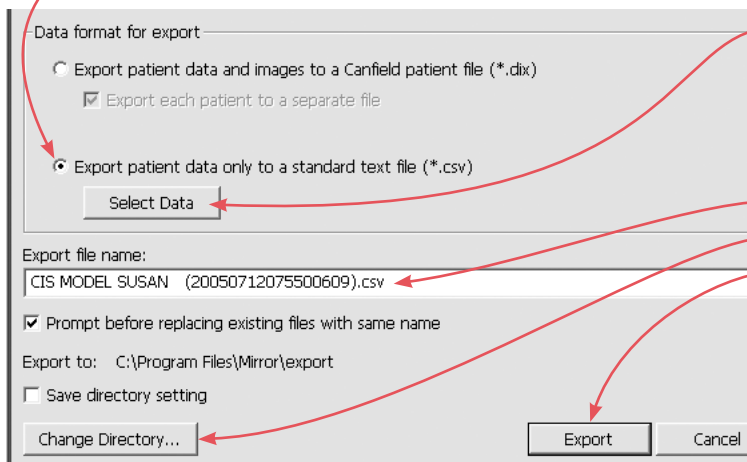 Data format for export
Export patient data and images to a Canfield patient file (*.dix)
Export each patient to a separate file
Export patient data only to a standard text file (*.csv)
Select Data
Export file name:
CIS MODEL SUSAN (20050712075500609).csv
Prompt before replacing existing files with same name
Export to: C:\Program Files\Mirror\export
Save directory setting
Change Directory... Export Cancel